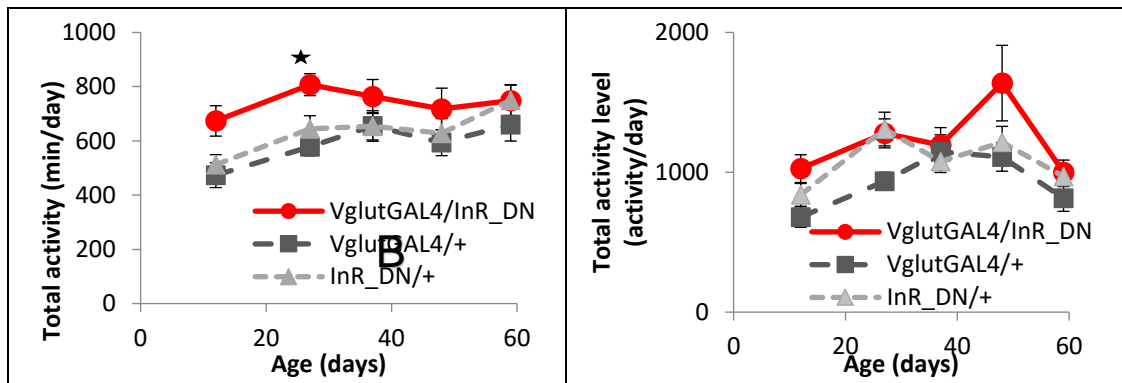 Total activity (min/day)
1000
800
600
400
200
0
★
VglutGAL4/InR_DN
VglutGAL4/+
InR_DN/+
B
0
20
40
60
Age (days)
Total activity level
(activity/day)
2000
1000
0
VglutGAL4/InR_DN
VglutGAL4/+
InR_DN/+
0
20
40
60
Age (days)